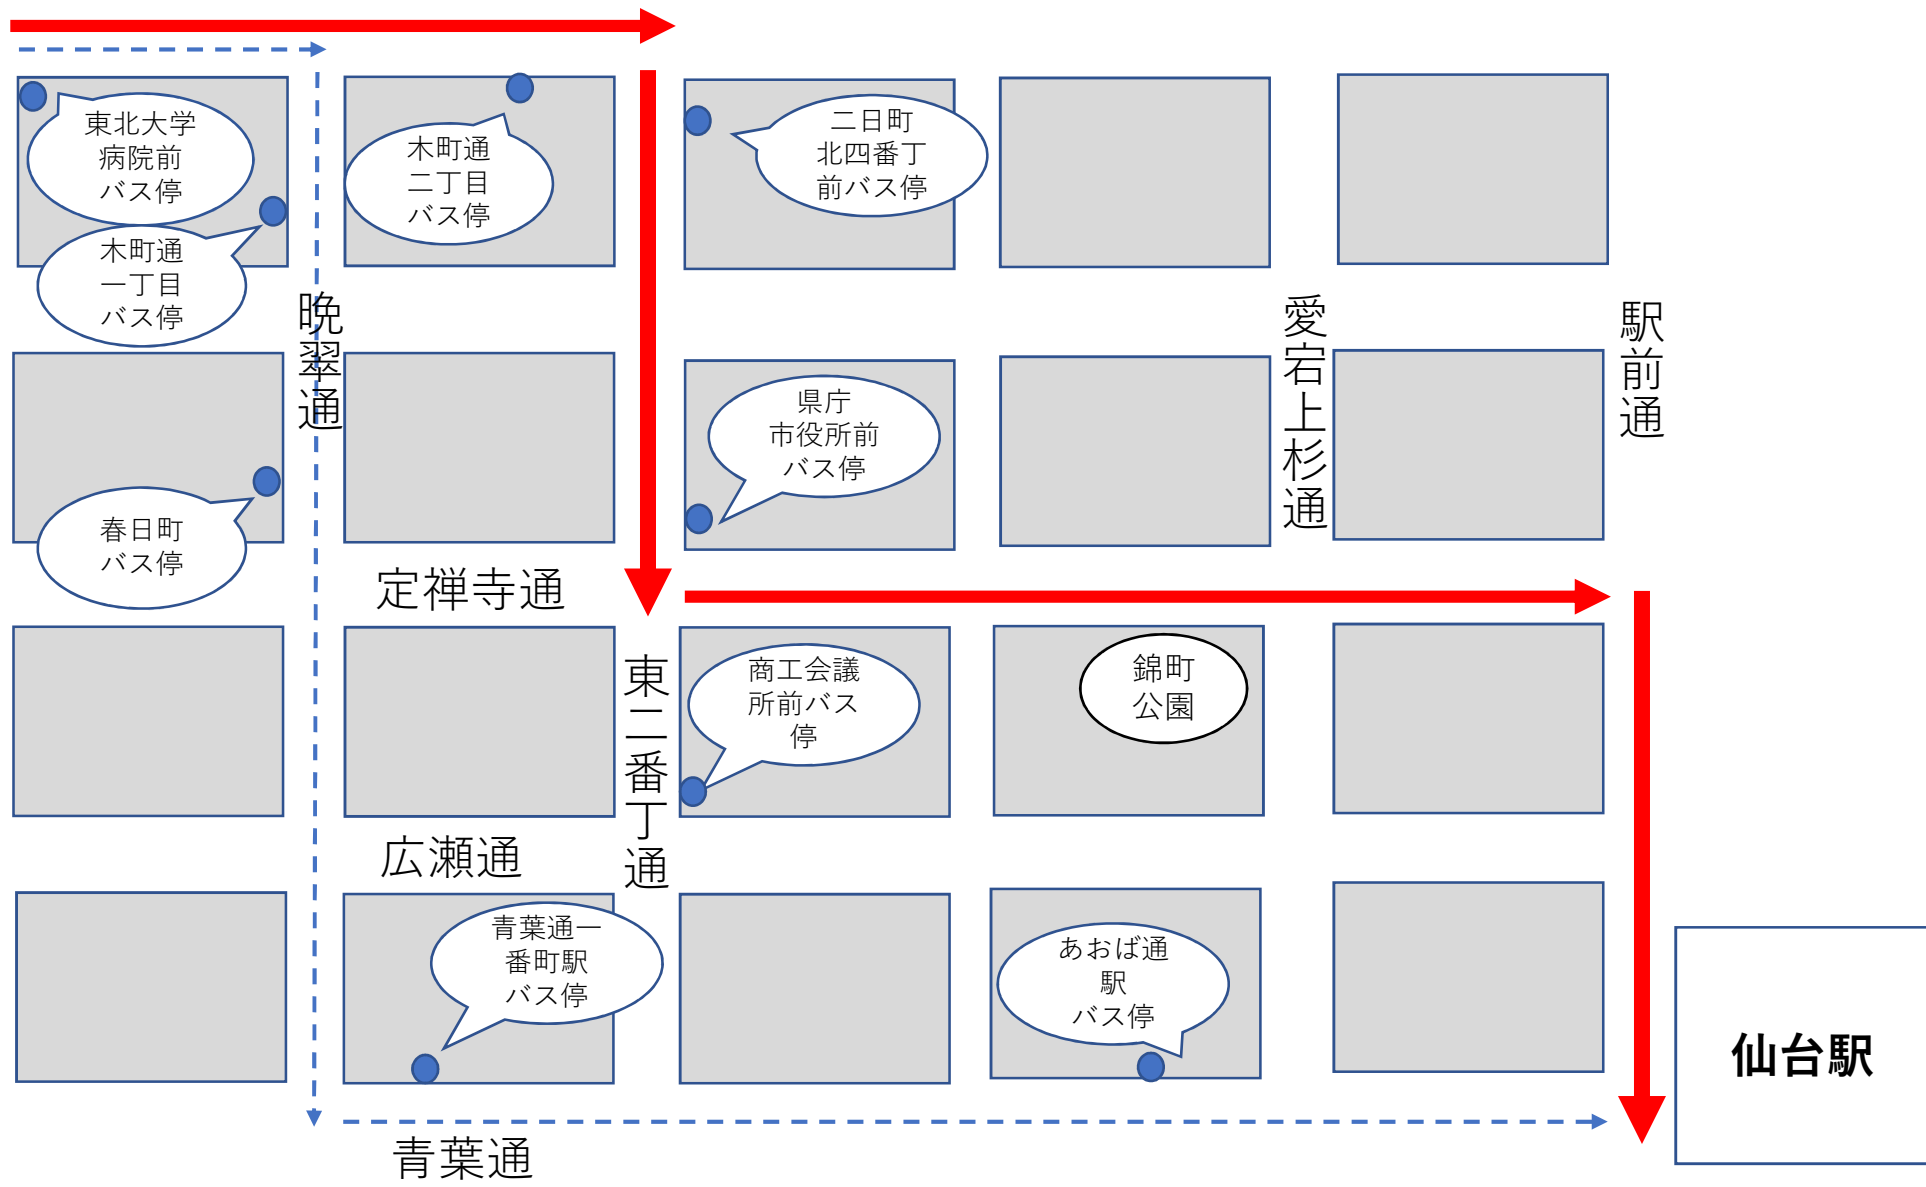 東北大学
病院前
バス停
木町通
二丁目
バス停
二日町
北四番丁
前バス停
木町通
一丁目
バス停
晩翠通
愛宕上杉通
駅前通
県庁
市役所前
バス停
春日町
バス停
定禅寺通
東二番丁通
商工会議
所前バス
停
錦町
公園
広瀬通
青葉通一
番町駅
バス停
あおば通
駅
バス停
仙台駅
青葉通